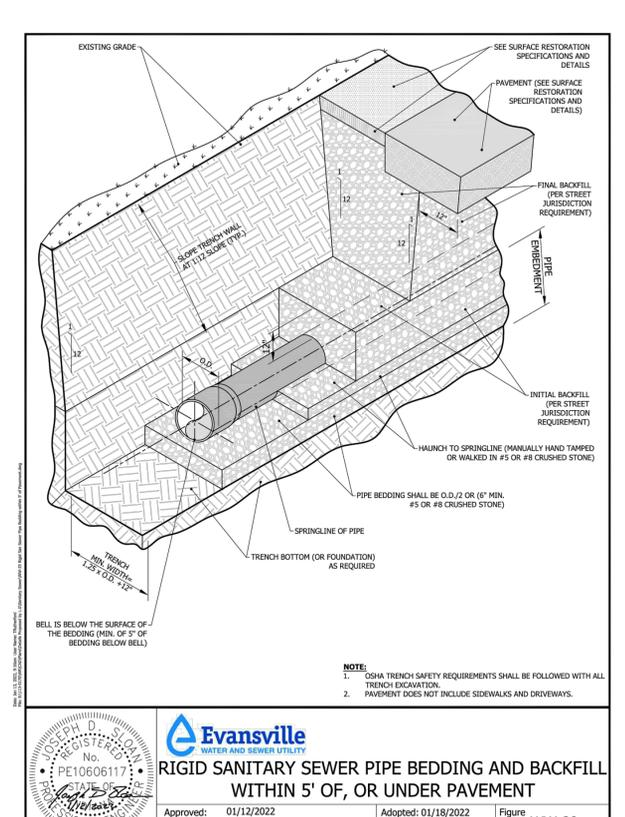 EXISTING GRADE
SEE SURFACE RESTORATION
SPECIFICATIONS AND
DETAILS
PAVEMENT (SEE SURFACE
RESTORATION
SPECIFICATIONS AND
DETAILS)
1
12
1
12
12"
FINAL BACKFILL
(PER STREET
JURISDICTION
REQUIREMENT)
SLOPE TRENCH WALL
AT 1:12 SLOPE (TYP.)
PIPE
EMBEDMENT
1
12
O.D.
12"
INITIAL BACKFILL
(PER STREET
JURISDICTION
REQUIREMENT)
HAUNCH TO SPRINGLINE (MANUALLY HAND TAMPED
OR WALKED IN #5 OR #8 CRUSHED STONE)
PIPE BEDDING SHALL BE O.D./2 OR (6" MIN.
#5 OR #8 CRUSHED STONE)
SPRINGLINE OF PIPE
TRENCH BOTTOM (OR FOUNDATION)
AS REQUIRED
TRENCH
MIN. WIDTH=
1.25 x O.D. +12"
BELL IS BELOW THE SURFACE OF
THE BEDDING (MIN. OF 5" OF
BEDDING BELOW BELL)
NOTE:
1. OSHA TRENCH SAFETY REQUIREMENTS SHALL BE FOLLOWED WITH ALL
TRENCH EXCAVATION.
2. PAVEMENT DOES NOT INCLUDE SIDEWALKS AND DRIVEWAYS.
JOSEPH D. SLOAN
REGISTERED
No.
PE10606117
STATE OF
PROFESSIONAL ENGINEER
Evansville
WATER AND SEWER UTILITY
RIGID SANITARY SEWER PIPE BEDDING AND BACKFILL
WITHIN 5' OF, OR UNDER PAVEMENT
Approved: 01/12/2022
Adopted: 01/18/2022
Figure